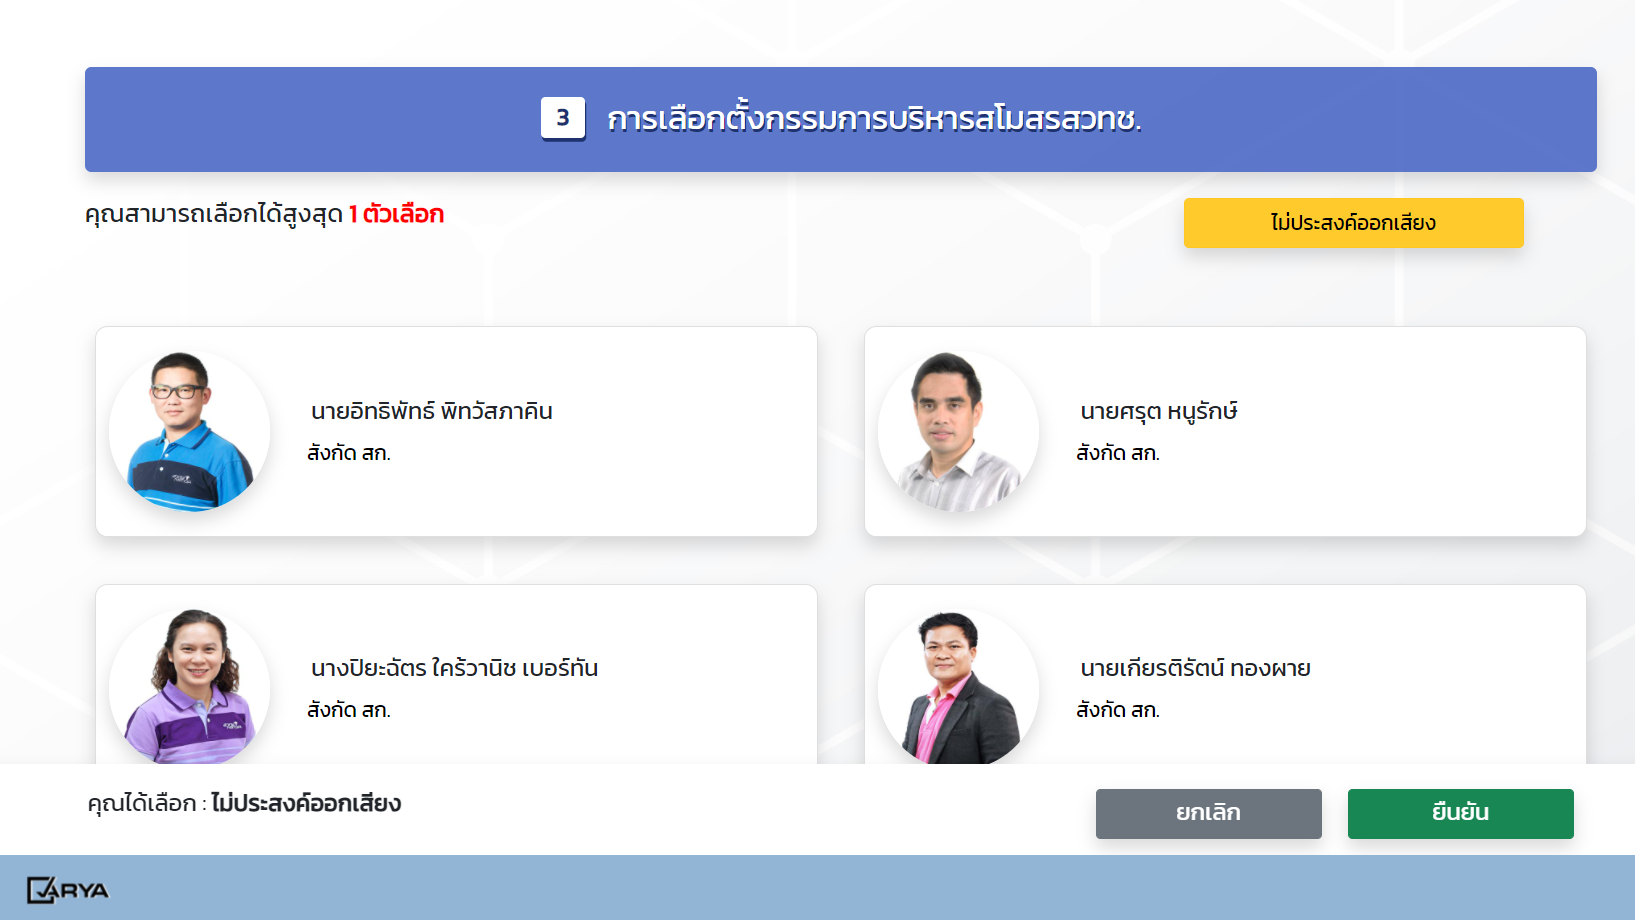 3 การเลือกตั้งกรรมการบริหารสโมสรสวทช.
คุณสามารถเลือกได้สูงสุด 1 ตัวเลือก
ไม่ประสงค์ออกเสียง
นายอิทธิพัทธ์ พิทวัสภาคิน
สังกัด สก.
นายศรุต หนูรักษ์
สังกัด สก.
นางปิยะฉัตร ใคร้วานิช เบอร์ทัน
สังกัด สก.
นายเกียรติรัตน์ ทองผาย
สังกัด สก.
คุณได้เลือก : ไม่ประสงค์ออกเสียง
ยกเลิก
ยืนยัน
ARYA